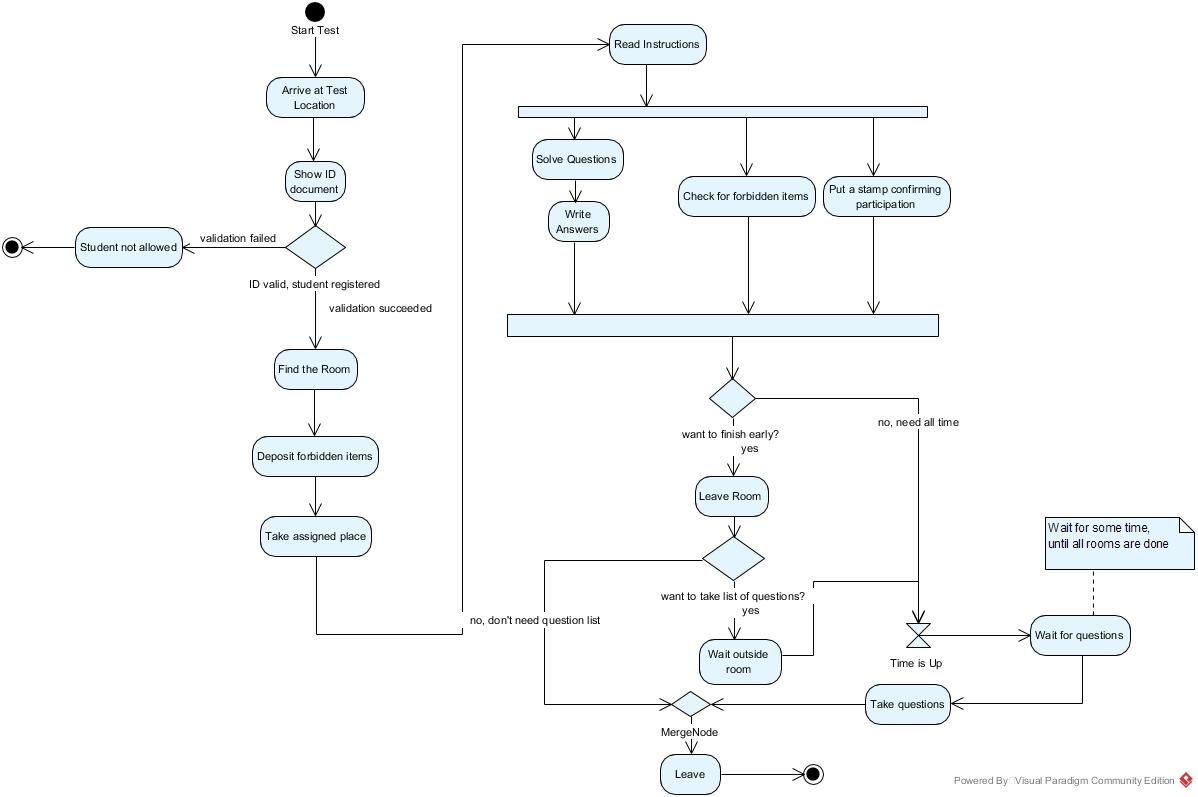 Start Test
Arrive at Test
Location
Show ID
document
validation failed
Student not allowed
ID valid, student registered
validation succeeded
Find the Room
Deposit forbidden items
Take assigned place
Read Instructions
Solve Questions
Write
Answers
Check for forbidden items
Put a stamp confirming
participation
want to finish early?
yes
no, need all time
Leave Room
want to take list of questions?
yes
no, don't need question list
Wait outside
room
Time is Up
Wait for some time,
until all rooms are done
Wait for questions
Take questions
MergeNode
Leave
Powered By Visual Paradigm Community Edition